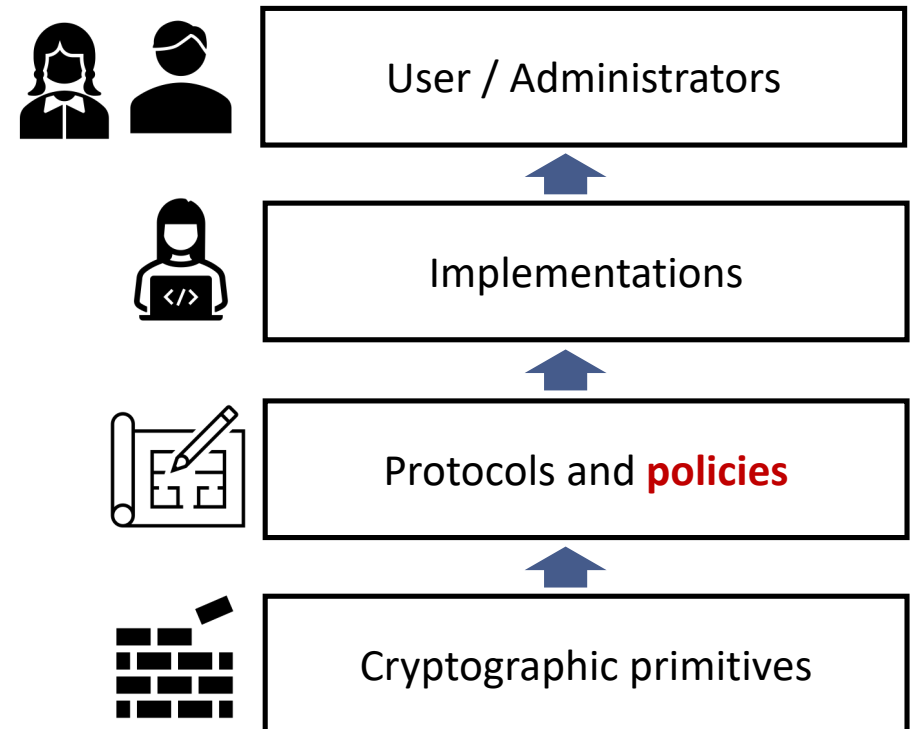 User / Administrators
</>
Implementations
Protocols and policies
Cryptographic primitives